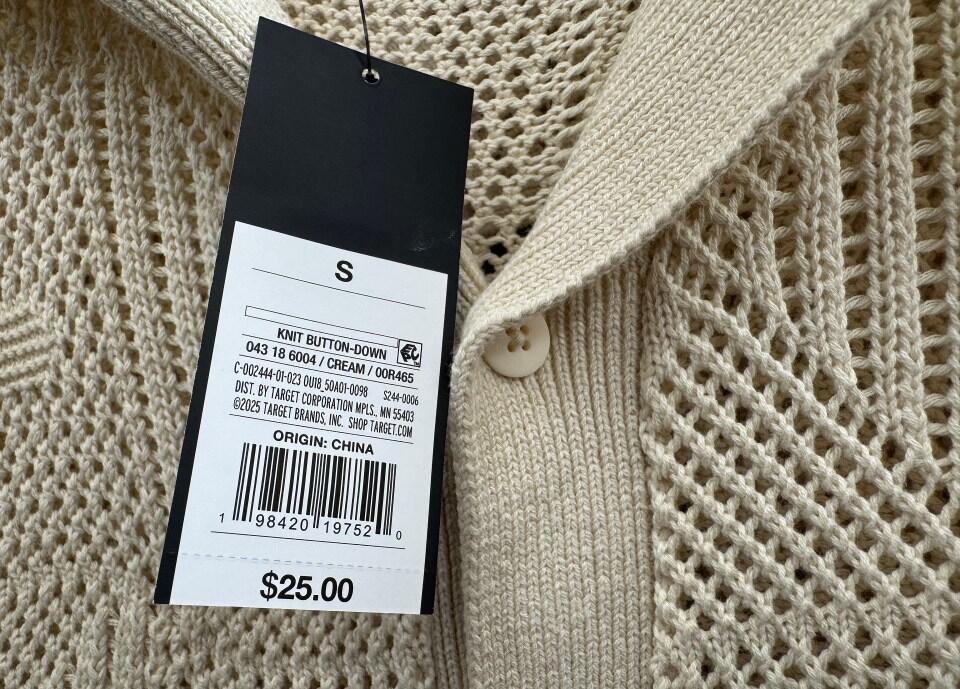 S
KNIT BUTTON-DOWN
043 18 6004 / CREAM / 00R465
C-002444-01-023 0U18_50A01-0098 S244-0006
DIST. BY TARGET CORPORATION MPLS., MN 55403
©2025 TARGET BRANDS, INC. SHOP TARGET.COM
ORIGIN: CHINA
1 98420 19752 0
$25.00